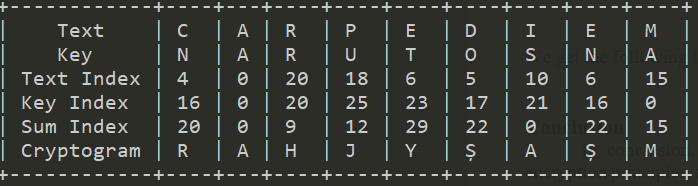 Text | C | A | R | P | E | D | I | E | M
Key | N | A | R | U | T | O | S | N | A
Text Index | 4 | 0 | 20 | 18 | 6 | 5 | 10 | 6 | 15
Key Index | 16 | 0 | 20 | 25 | 23 | 17 | 21 | 16 | 0
Sum Index | 20 | 0 | 9 | 12 | 29 | 22 | 0 | 22 | 15
Cryptogram | R | A | H | J | Y | Ș | A | Ș | M